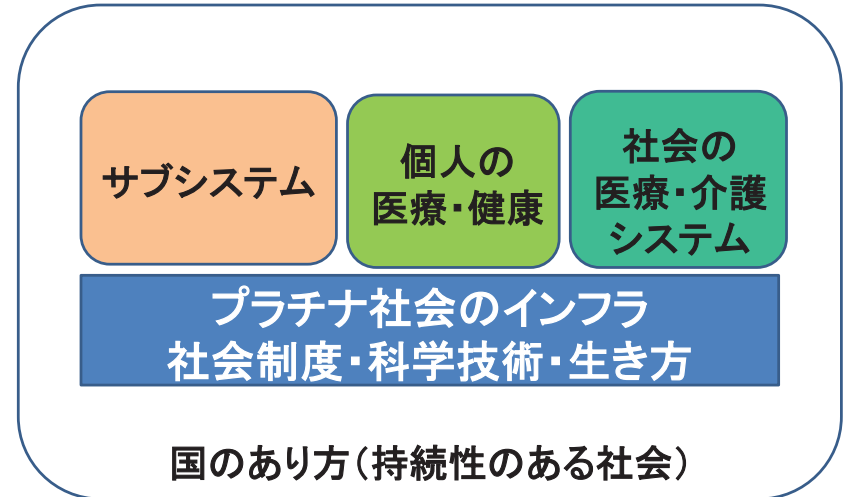 サブシステム
個人の
医療・健康
社会の
医療・介護
システム
プラチナ社会のインフラ
社会制度・科学技術・生き方
国のあり方（持続性のある社会）